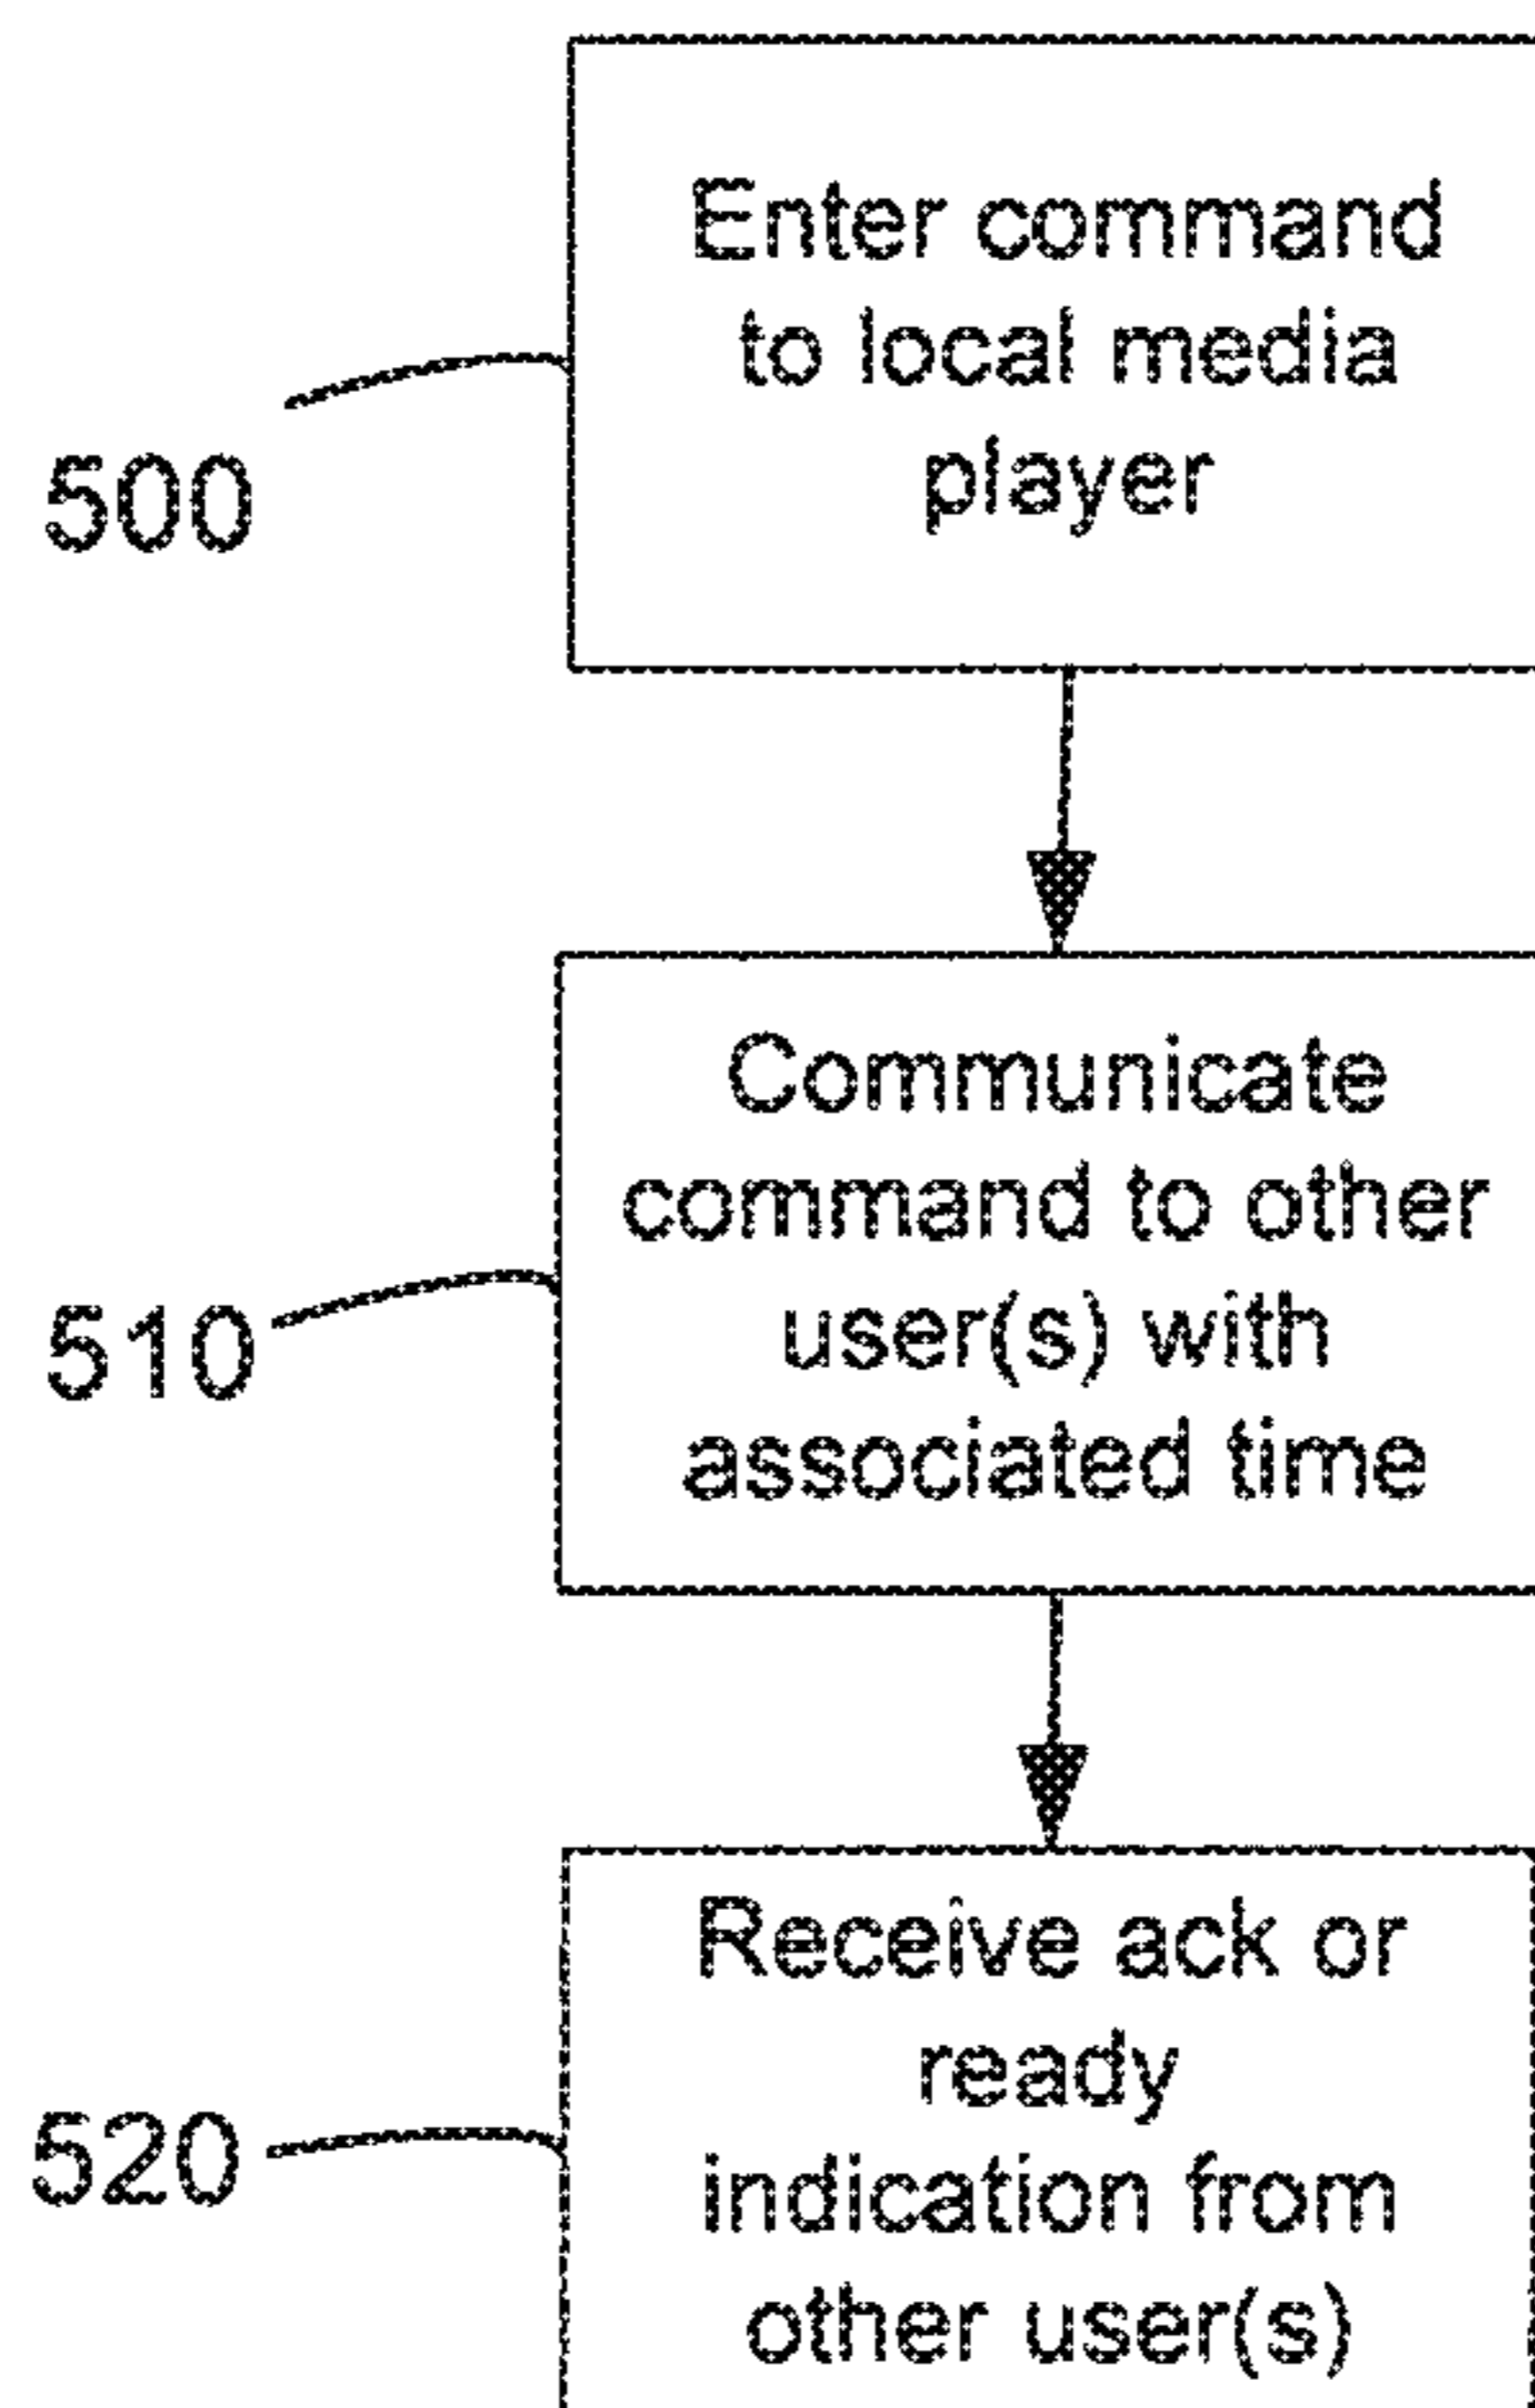 Enter command
to local media
player
500
Communicate
command to other
user(s) with
associated time
510
Receive ack or
ready
indication from
other user(s)
520